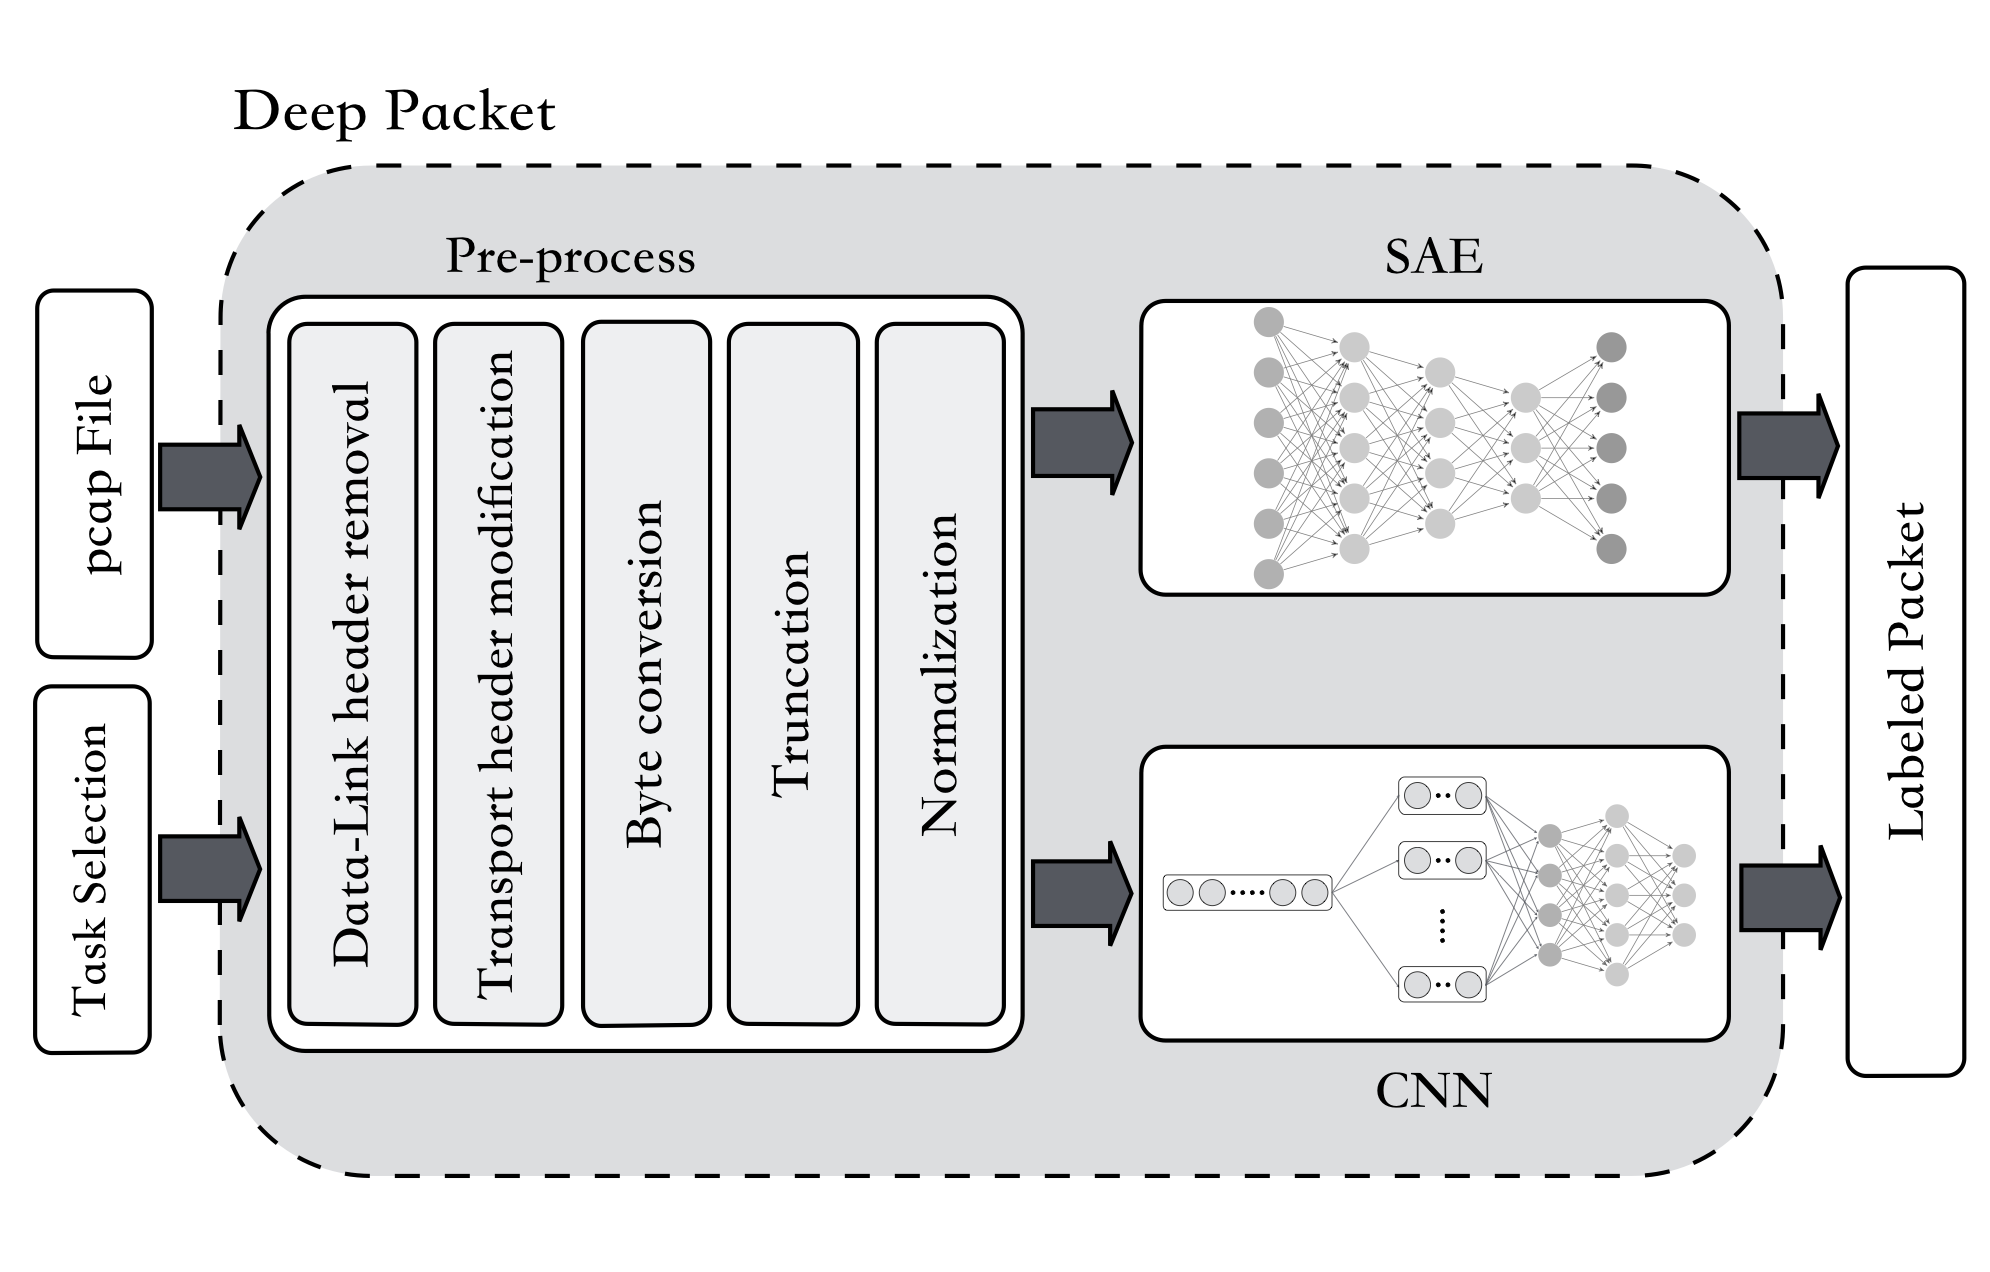 Deep Packet
pcap File
Task Selection
Pre-process
Data-Link header removal
Transport header modification
Byte conversion
Truncation
Normalization
SAE
CNN
Labeled Packet